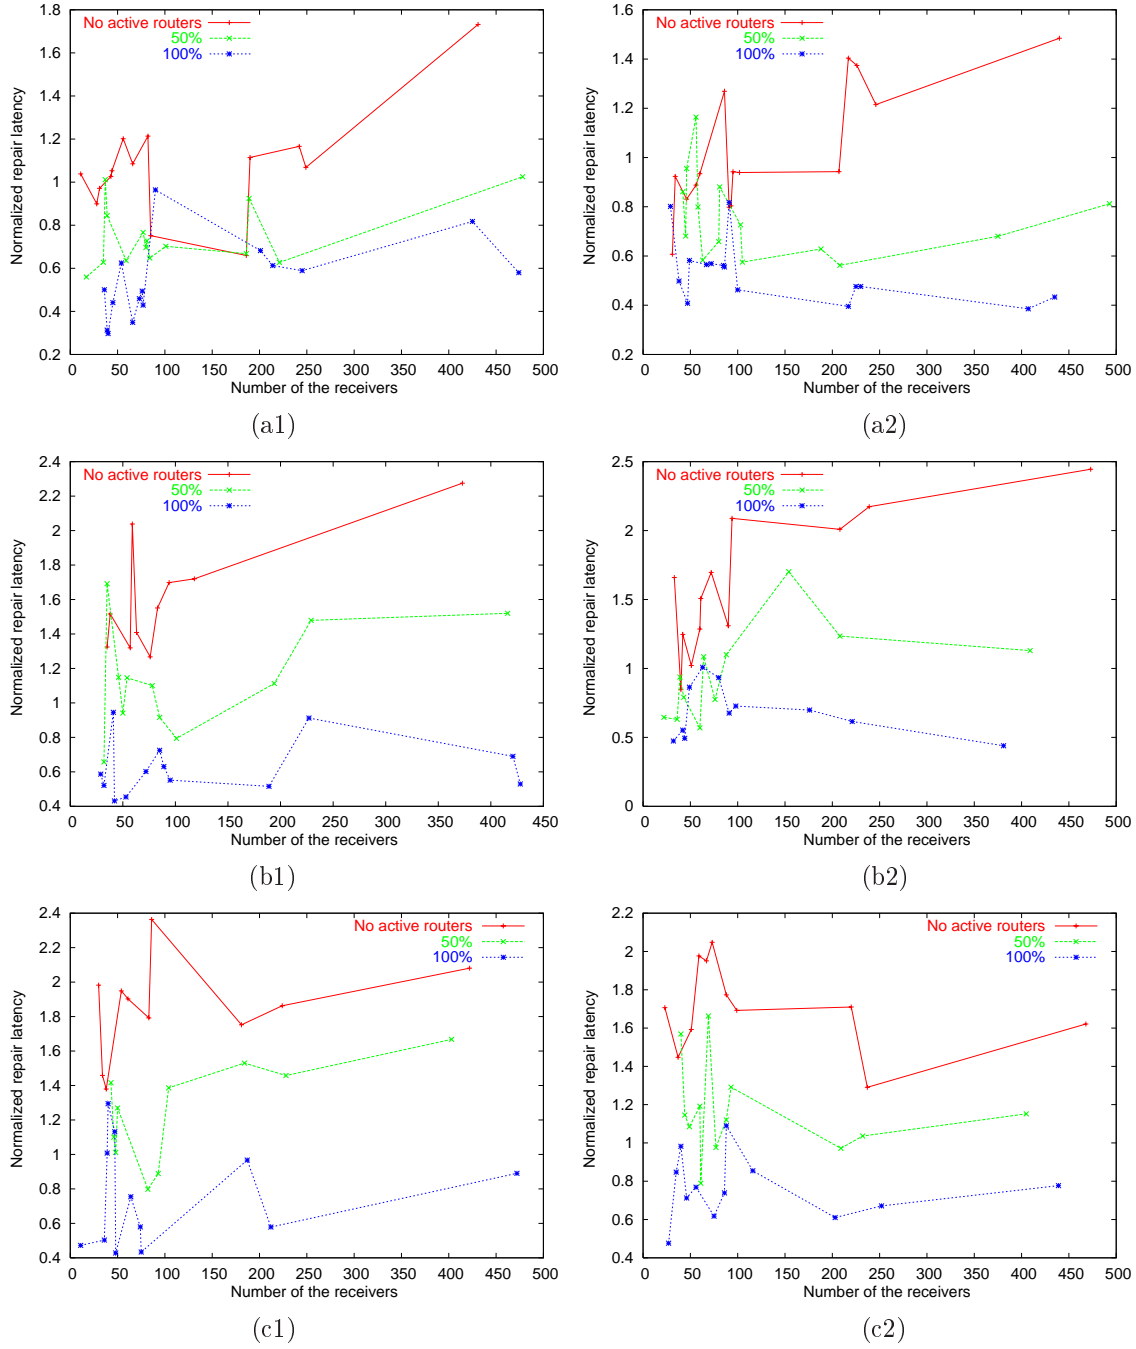 1.8
1.6
1.4
1.2
1
0.8
0.6
0.4
0.2
0 50 100 150 200 250 300 350 400 450 500
Normalized repair latency
Number of the receivers
No active routers
50%
100%
(a1)
1.6
1.4
1.2
1
0.8
0.6
0.4
0.2
0 50 100 150 200 250 300 350 400 450 500
Normalized repair latency
Number of the receivers
No active routers
50%
100%
(a2)
2.4
2.2
2
1.8
1.6
1.4
1.2
1
0.8
0.6
0.4
0 50 100 150 200 250 300 350 400 450
Normalized repair latency
Number of the receivers
No active routers
50%
100%
(b1)
2.5
2
1.5
1
0.5
0
0 50 100 150 200 250 300 350 400 450 500
Normalized repair latency
Number of the receivers
No active routers
50%
100%
(b2)
2.4
2.2
2
1.8
1.6
1.4
1.2
1
0.8
0.6
0.4
0 50 100 150 200 250 300 350 400 450 500
Normalized repair latency
Number of the receivers
No active routers
50%
100%
(c1)
2.2
2
1.8
1.6
1.4
1.2
1
0.8
0.6
0.4
0 50 100 150 200 250 300 350 400 450 500
Normalized repair latency
Number of the receivers
No active routers
50%
100%
(c2)